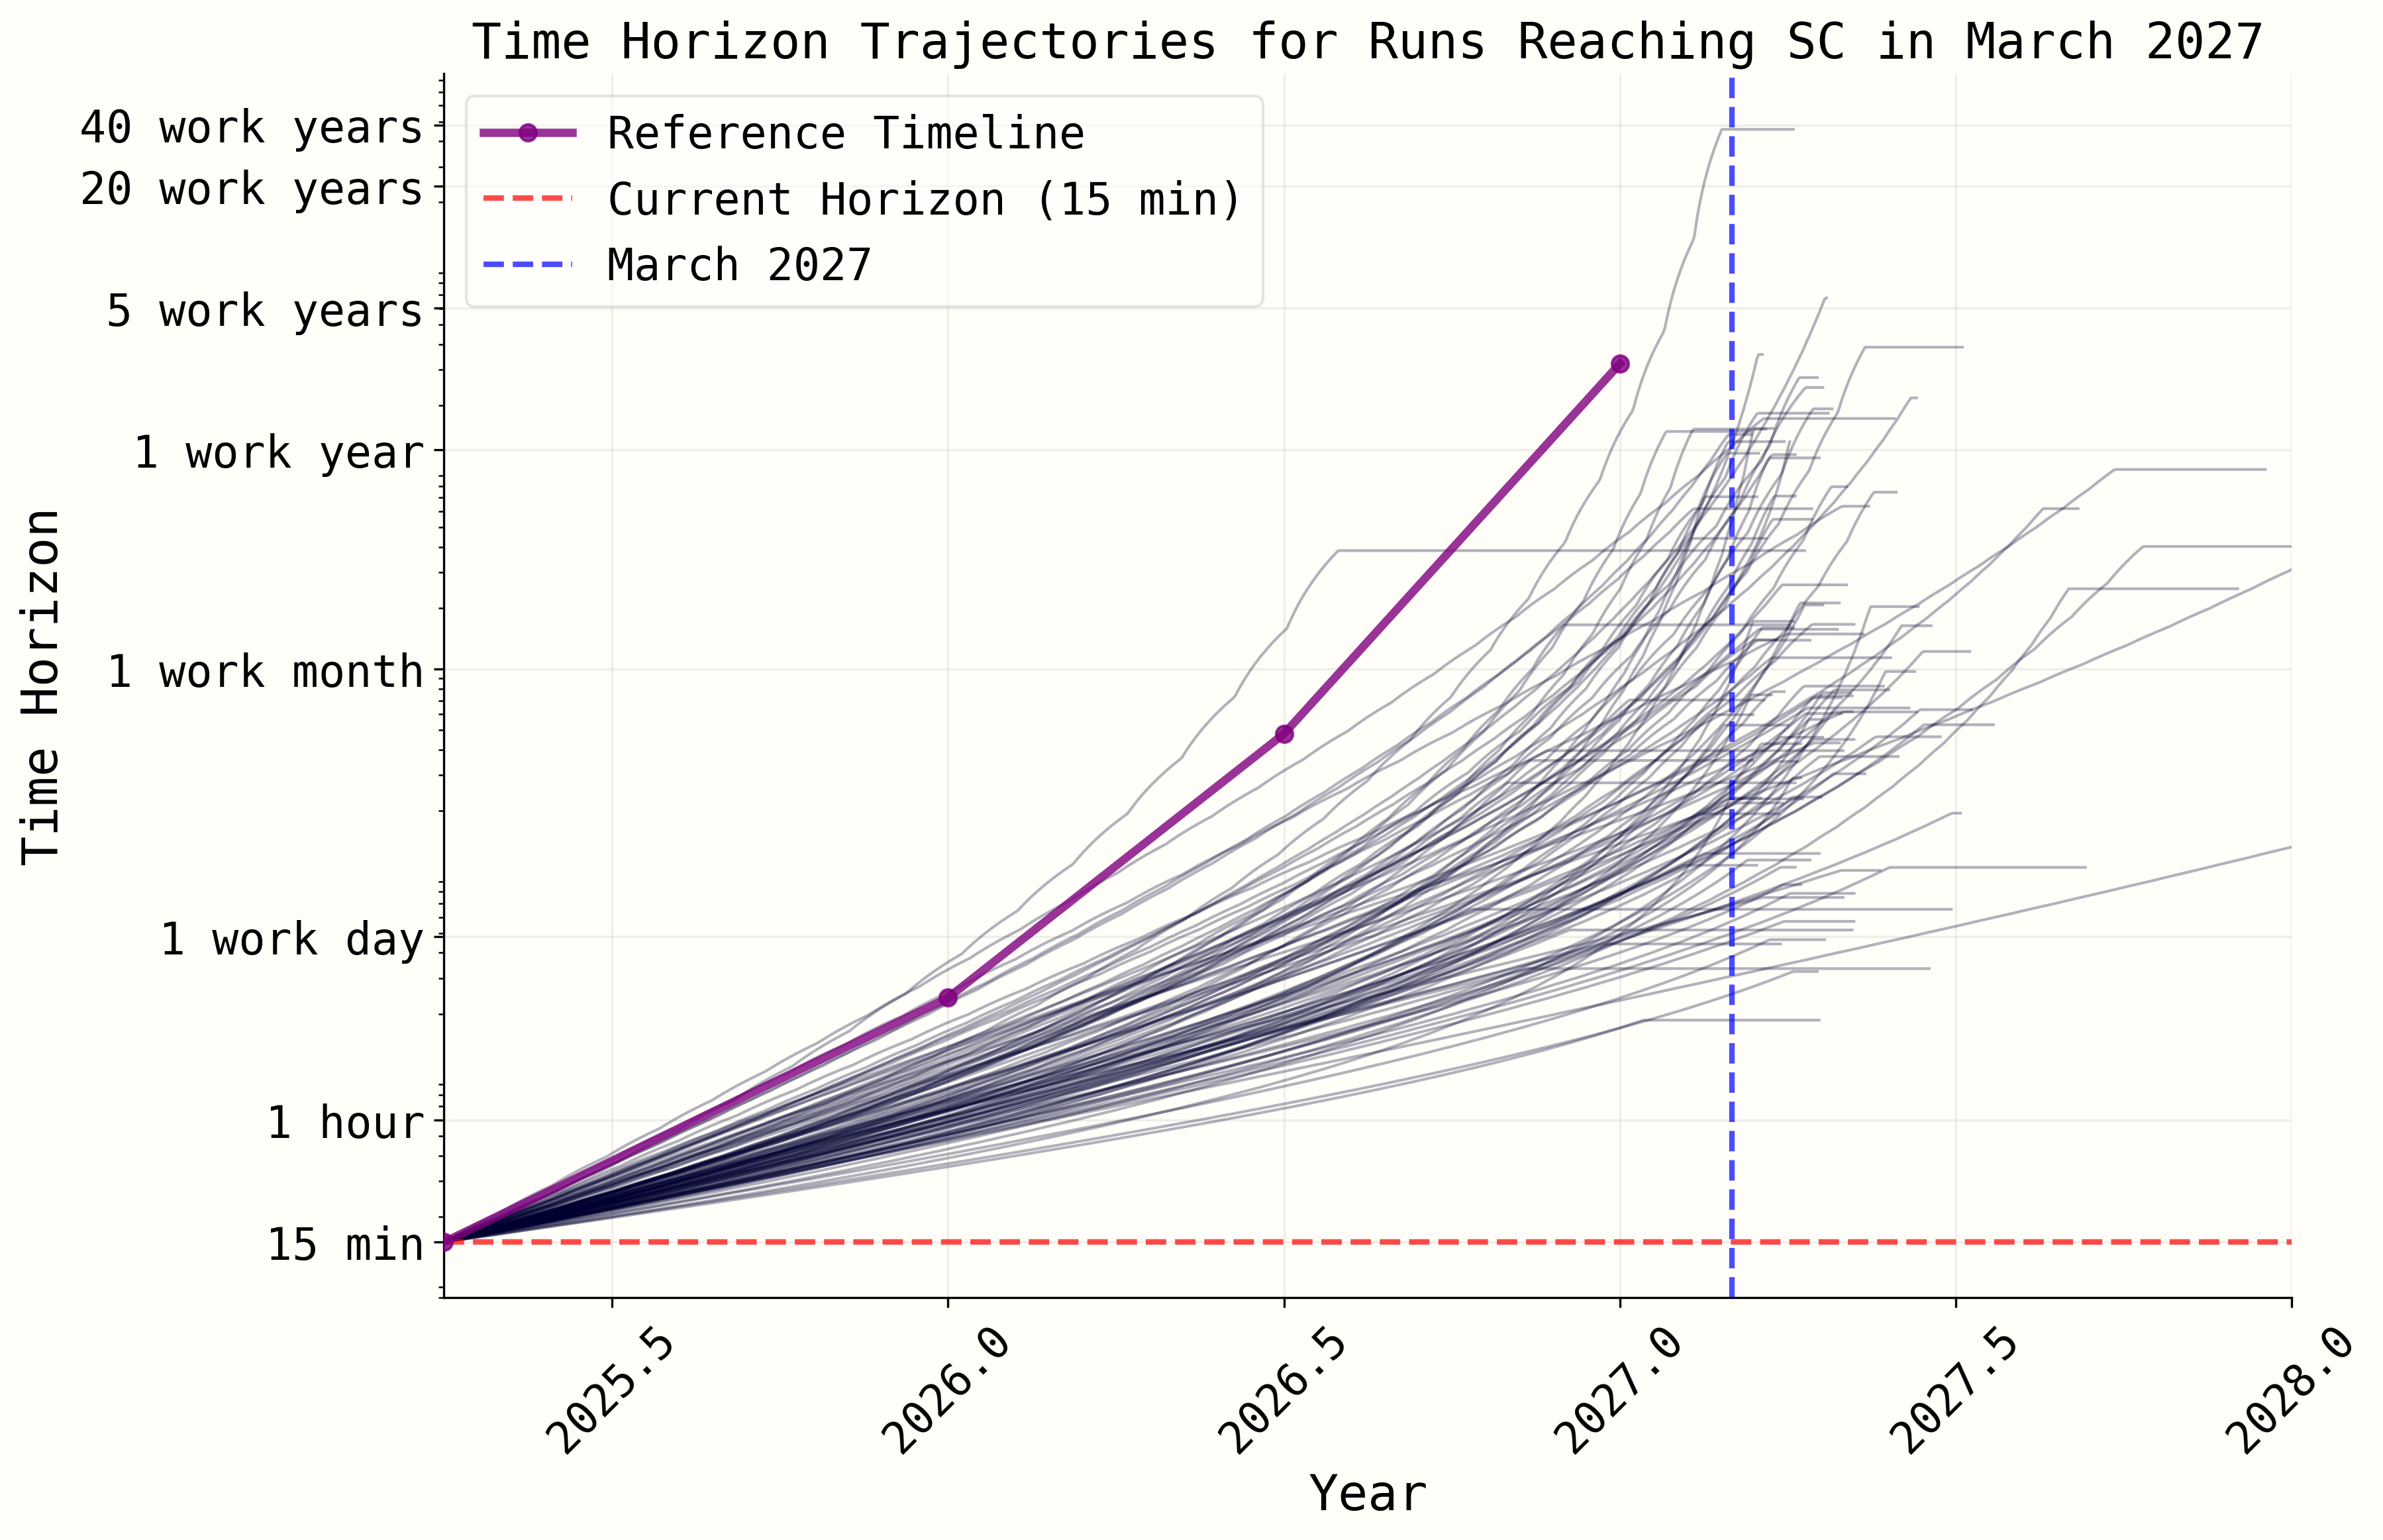 Time Horizon Trajectories for Runs Reaching SC in March 2027
Reference Timeline
Current Horizon (15 min)
March 2027
Time Horizon
40 work years
20 work years
5 work years
1 work year
1 work month
1 work day
1 hour
15 min
2025.5
2026.0
2026.5
2027.0
2027.5
2028.0
Year